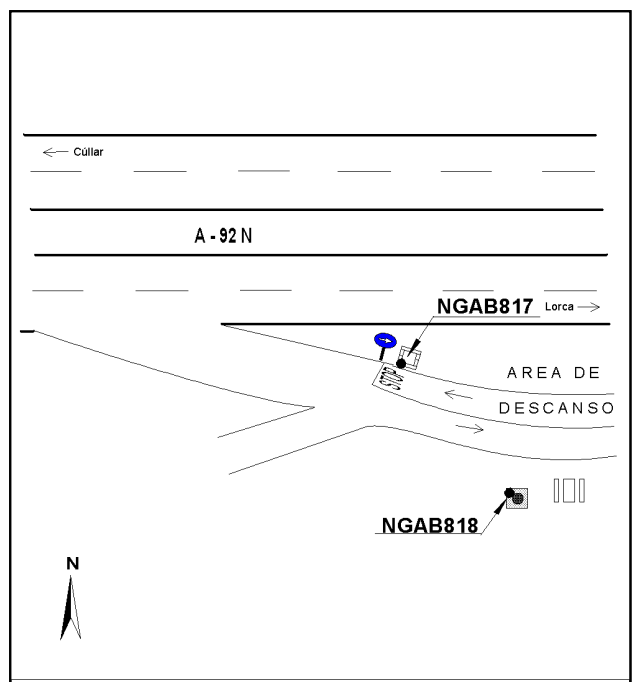 Cúllar
A - 92 N
NGAB817
Lorca
AREA DE
DESCANSO
NGAB818
N